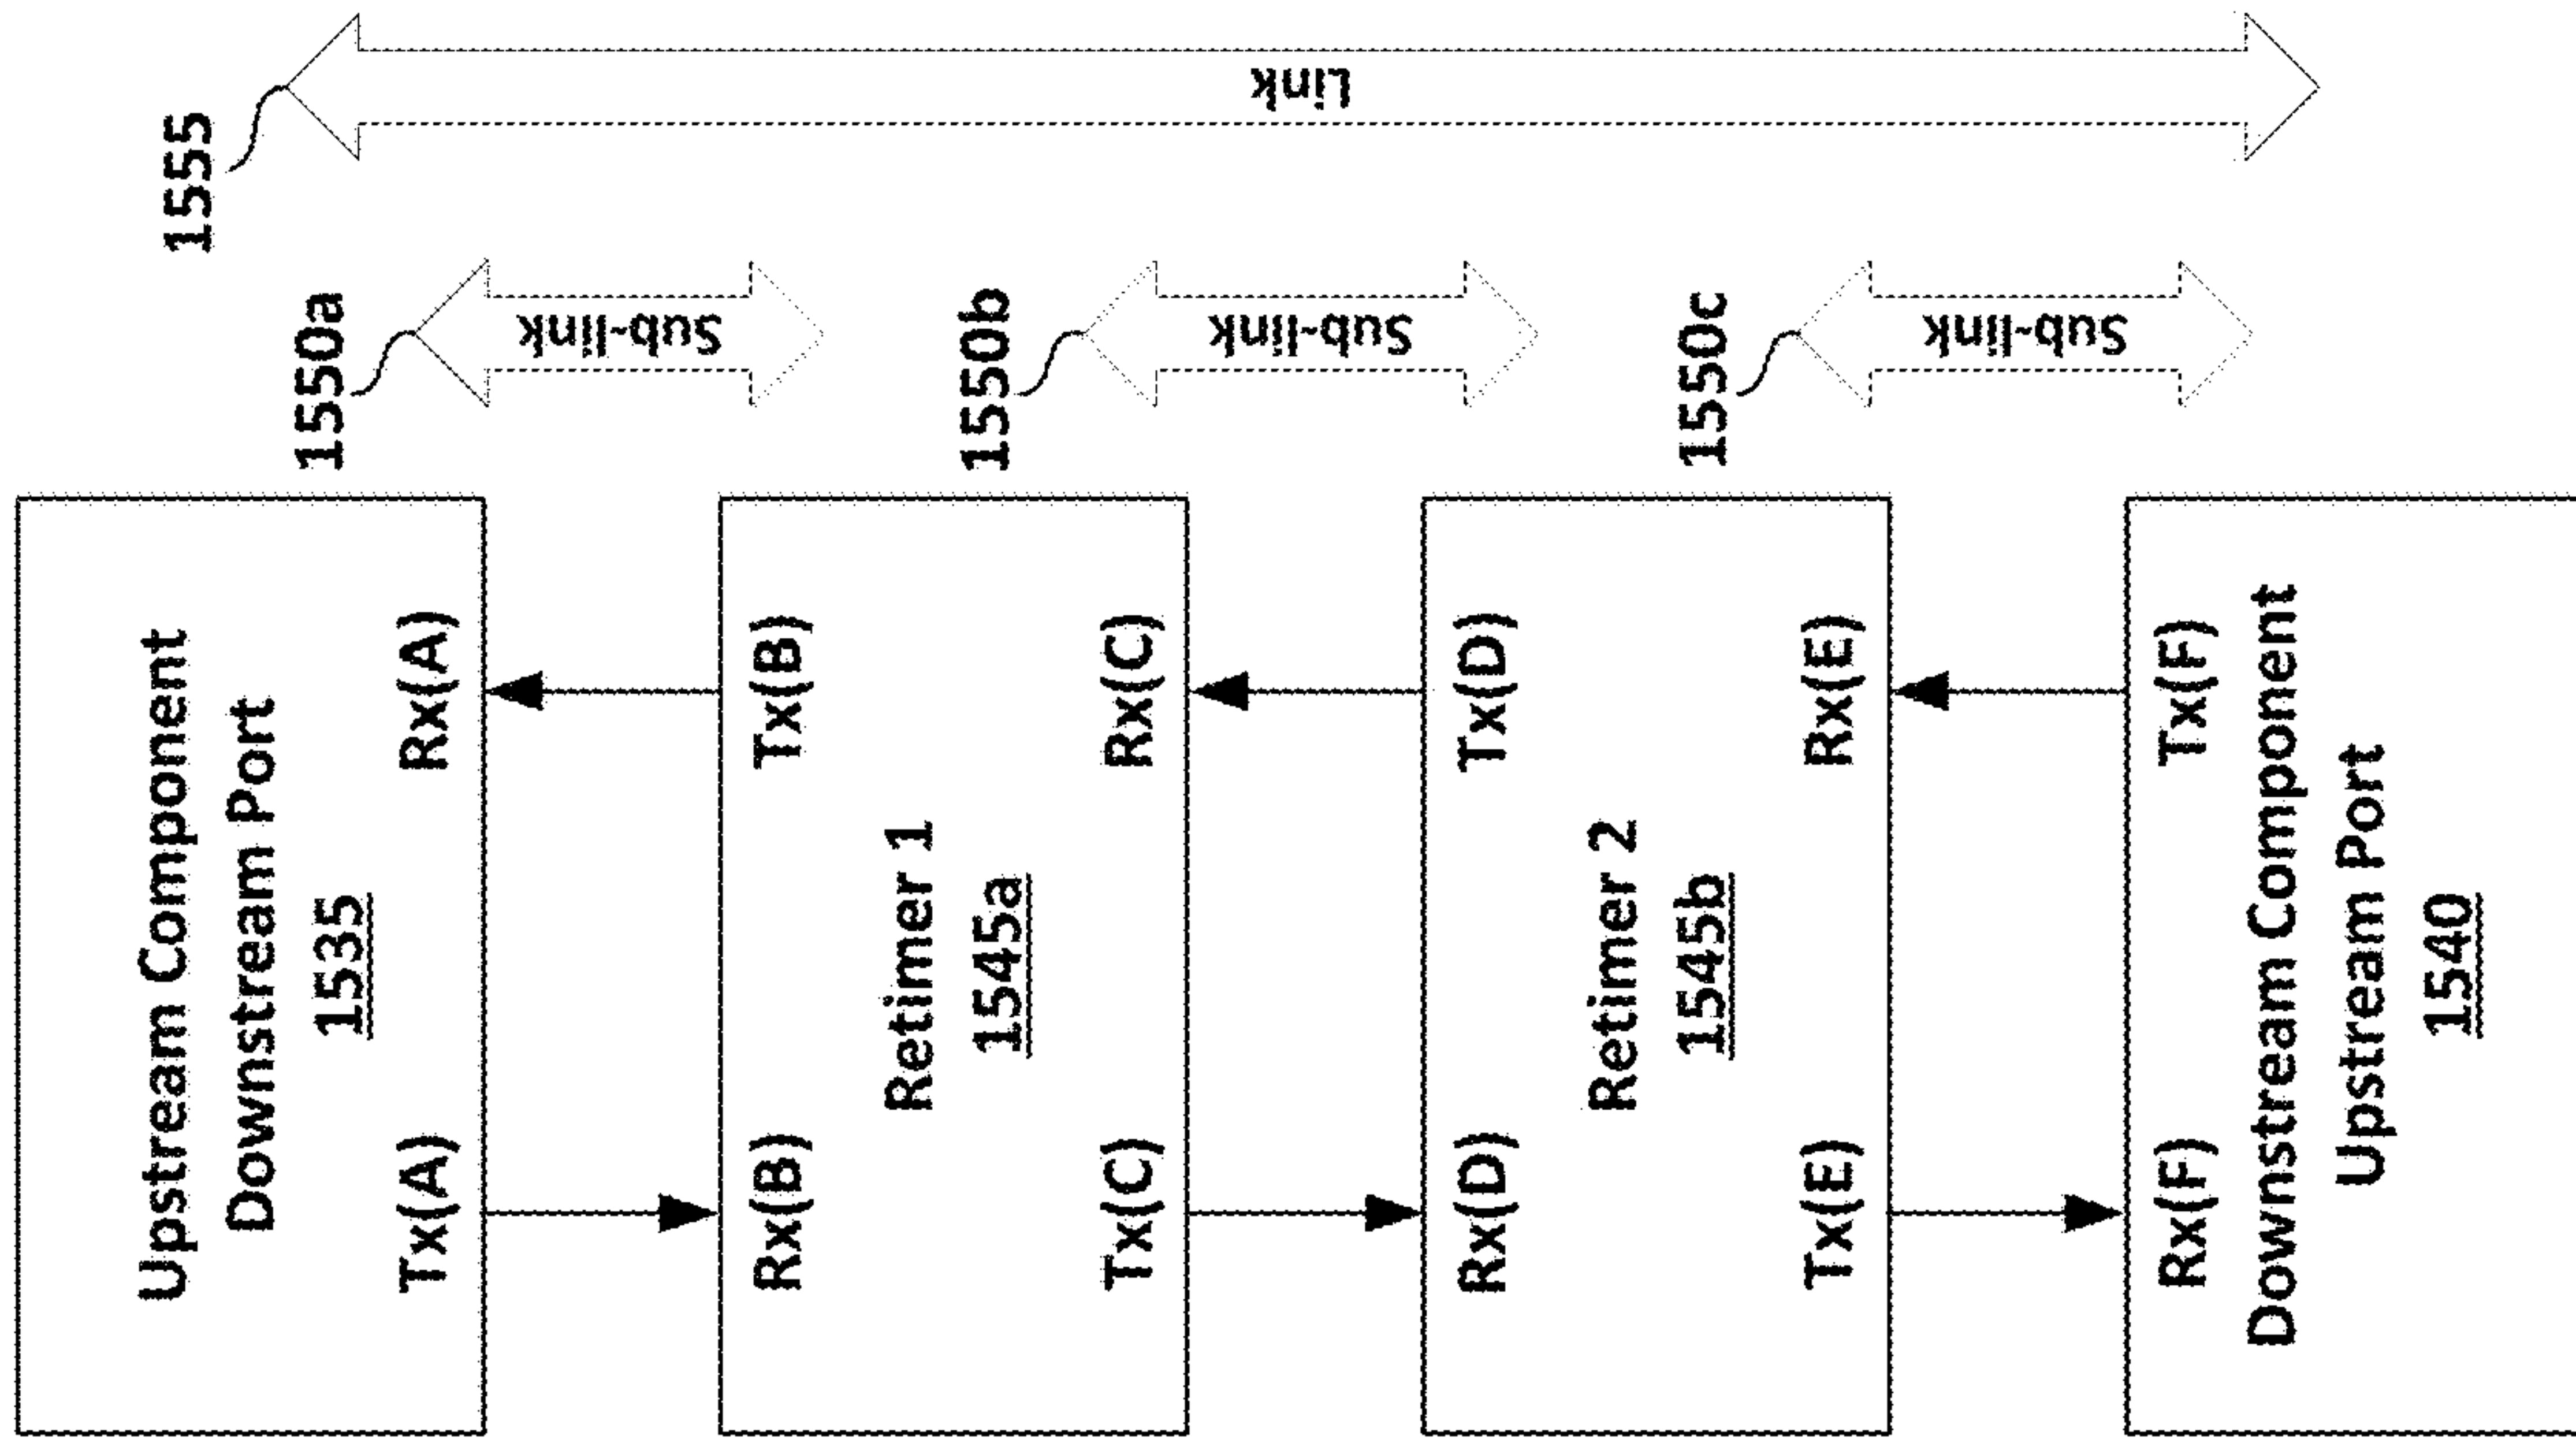 Upstream Component
Downstream Port
1535
Tx(A)
Rx(A)
Rx(B)
Tx(B)
Retimer 1
1545a
Tx(C)
Rx(C)
Rx(D)
Tx(D)
Retimer 2
1545b
Tx(E)
Rx(E)
Rx(F)
Tx(F)
Downstream Component
Upstream Port
1540
1550a
Sub-link
1550b
Sub-link
1550c
Sub-link
1555
Link